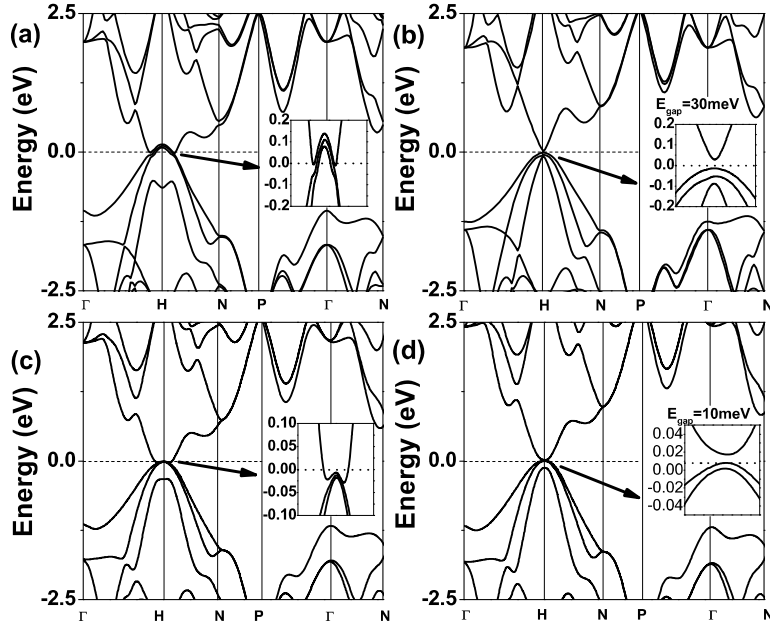 (a)
2.5
0.0
-2.5
Energy (eV)
0.2
0.1
0.0
-0.1
-0.2
Γ H N P Γ N
(b)
2.5
0.0
-2.5
Energy (eV)
Egap=30meV
0.2
0.1
0.0
-0.1
-0.2
Γ H N P Γ N
(c)
2.5
0.0
-2.5
Energy (eV)
0.10
0.05
0.00
-0.05
-0.10
Γ H N P Γ N
(d)
2.5
0.0
-2.5
Energy (eV)
Egap=10meV
0.04
0.02
0.00
-0.02
-0.04
Γ H N P Γ N